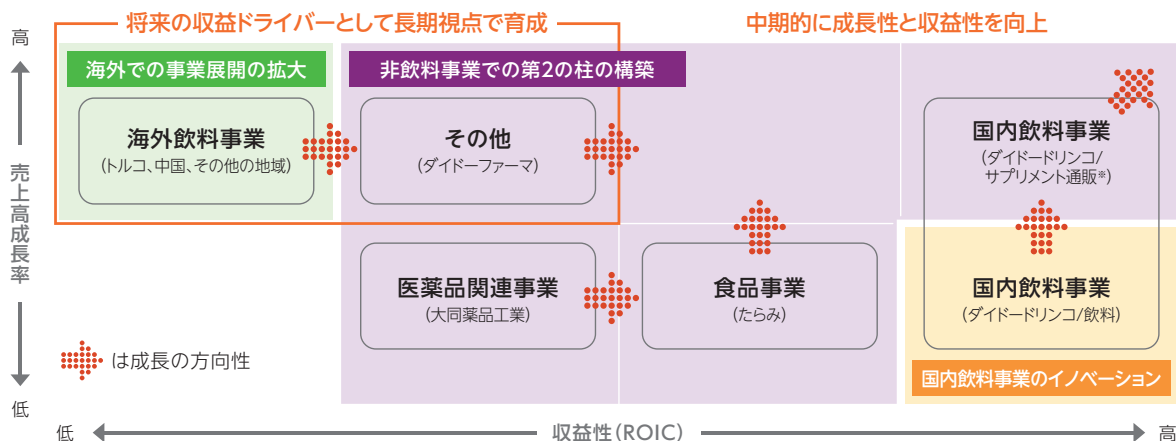 将来の収益ドライバーとして長期視点で育成
中期的に成長性と収益性を向上
高
売上高成長率
低
海外での事業展開の拡大
非飲料事業での第2の柱の構築
海外飲料事業
(トルコ、中国、その他の地域)
その他
(ダイドーファーマ)
国内飲料事業
(ダイドードリンコ/
サプリメント通販※)
医薬品関連事業
(大同薬品工業)
食品事業
(たらみ)
国内飲料事業
(ダイドードリンコ/飲料)
国内飲料事業のイノベーション
は成長の方向性
低
収益性(ROIC)
高